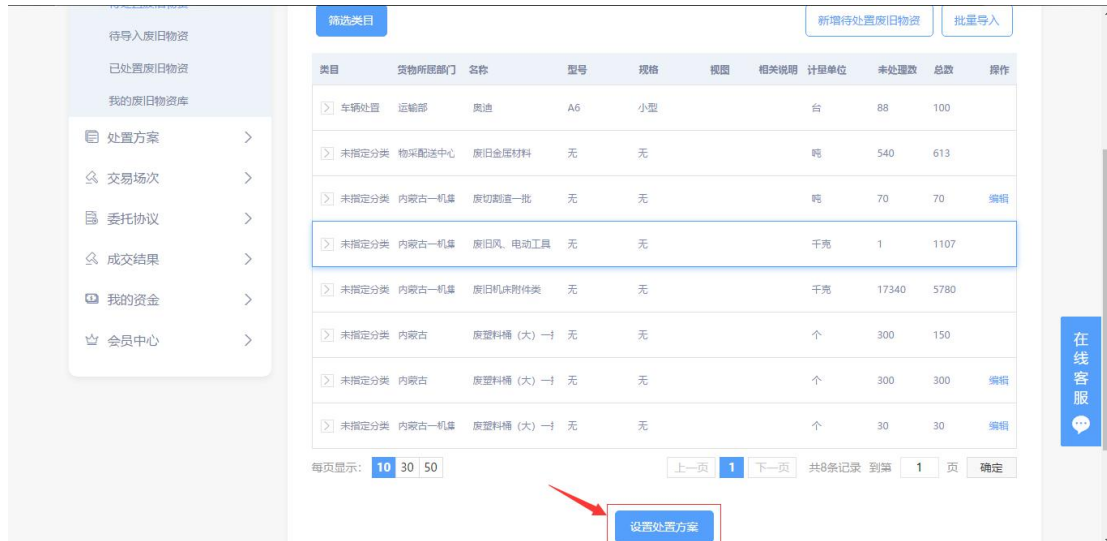 待导入废旧物资
已处置废旧物资
我的废旧物资库
处置方案
交易场次
委托协议
成交结果
我的资金
会员中心
筛选类目 新增待处置废旧物资 批量导入
类目 货物所属部门 名称 型号 规格 视图 相关说明 计量单位 未处理数 总数 操作
车辆处置 运输部 奥迪 A6 小型 台 88 100
未指定分类 物采配送中心 废旧金属材料 无 无 吨 540 613
未指定分类 内蒙古一机集 废切割渣一批 无 无 吨 70 70 编辑
未指定分类 内蒙古一机集 废旧风、电动工具 无 无 千克 1 1107
未指定分类 内蒙古一机集 废旧机床附件类 无 无 千克 17340 5780
未指定分类 内蒙古 废塑料桶（大）一 无 无 个 300 150
未指定分类 内蒙古 废塑料桶（大）一 无 无 个 300 300 编辑
未指定分类 内蒙古一机集 废塑料桶（大）一 无 无 个 30 30 编辑
每页显示： 10 30 50 上一页 1 下一页 共8条记录 到第 1 页 确定
设置处置方案
在线客服